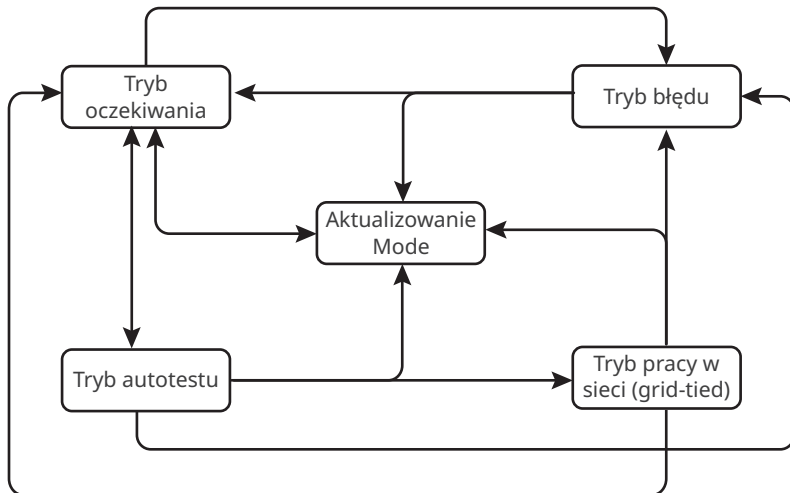 Tryb
oczekiwania
Tryb błędu
Aktualizowanie
Mode
Tryb autotestu
Tryb pracy w
sieci (grid-tied)